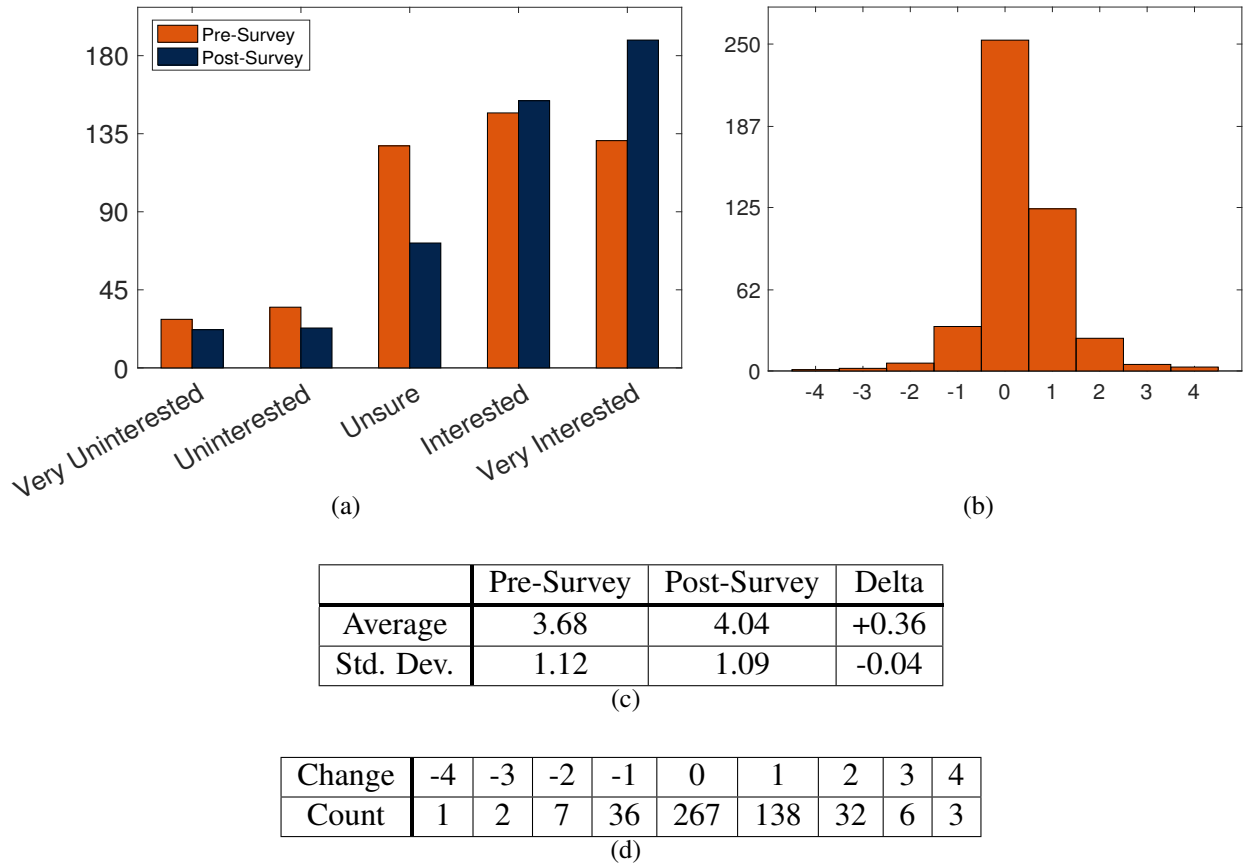 Pre-Survey
Post-Survey
180
135
90
45
0
Very Uninterested
Uninterested
Unsure
Interested
Very Interested
(a)
250
187
125
62
0
-4 -3 -2 -1 0 1 2 3 4
(b)
Pre-Survey Post-Survey Delta
Average 3.68 4.04 +0.36
Std. Dev. 1.12 1.09 -0.04
(c)
Change -4 -3 -2 -1 0 1 2 3 4
Count 1 2 7 36 267 138 32 6 3
(d)